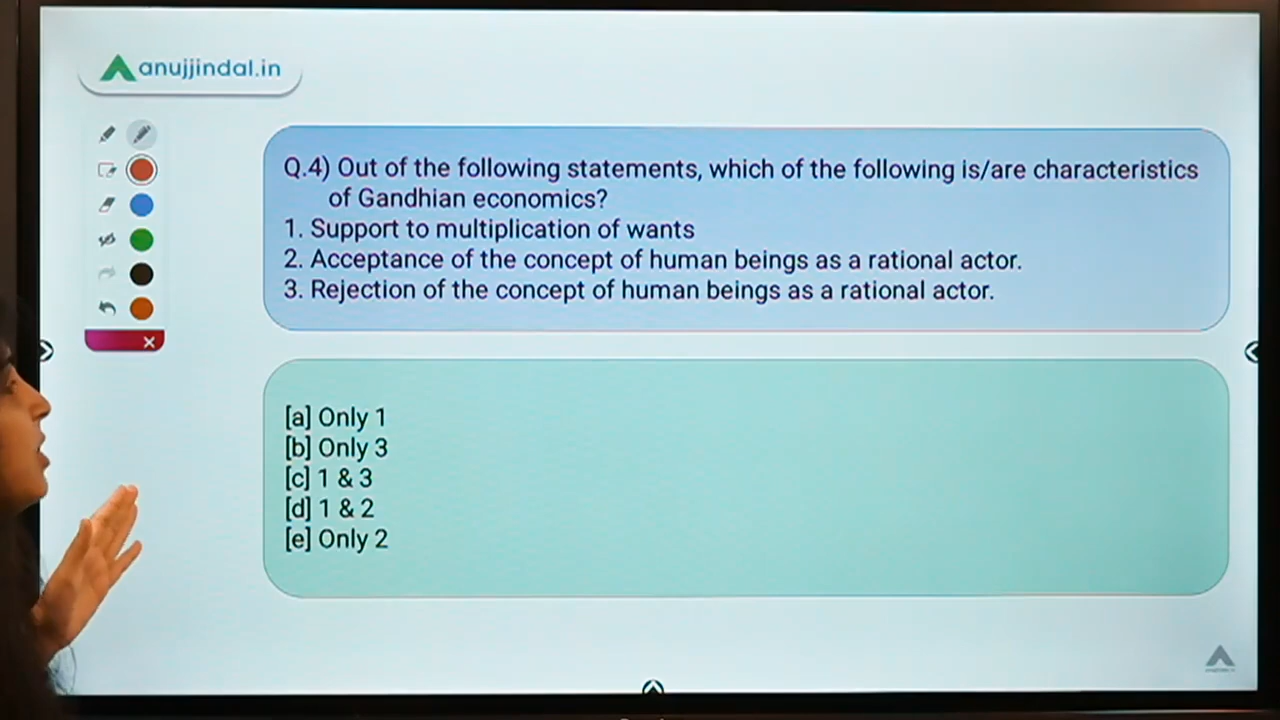 anujjindal.in
Q.4) Out of the following statements, which of the following is/are characteristics
of Gandhian economics?
1. Support to multiplication of wants
2. Acceptance of the concept of human beings as a rational actor.
3. Rejection of the concept of human beings as a rational actor.
[a] Only 1
[b] Only 3
[c] 1 & 3
[d] 1 & 2
[e] Only 2